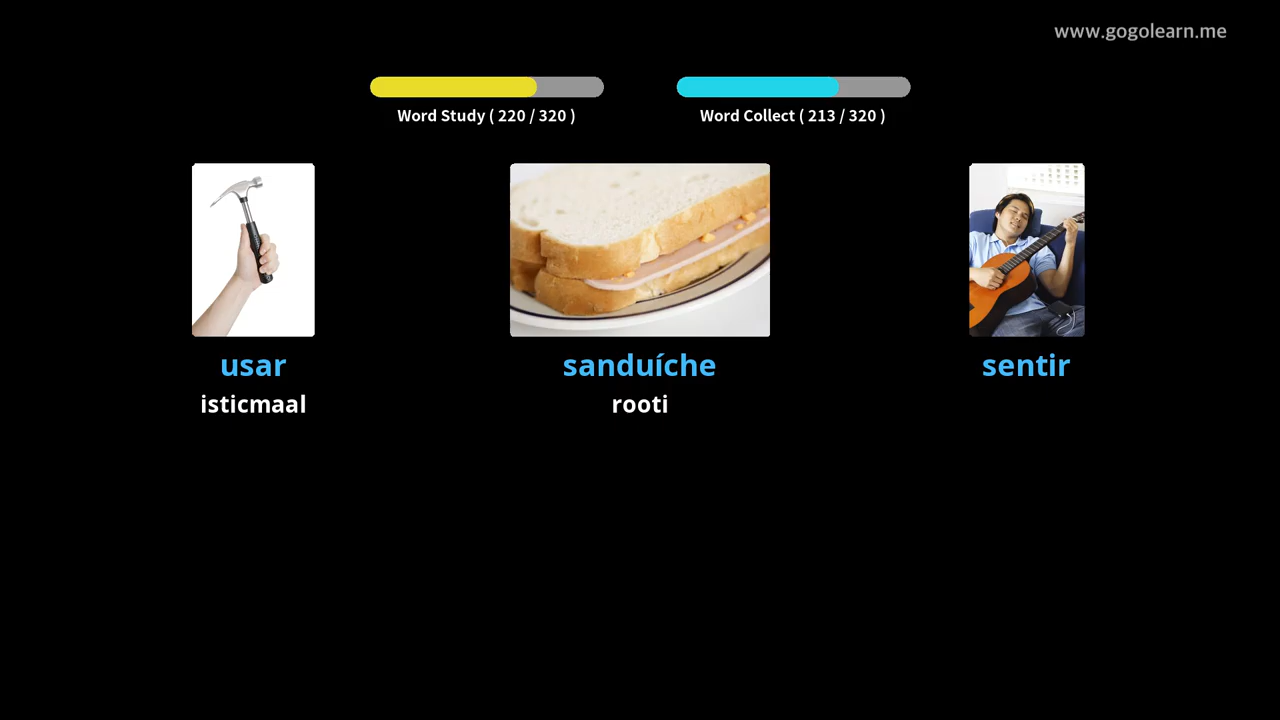 www.gogolearn.me
Word Study ( 220 / 320 )
Word Collect ( 213 / 320 )
usar
sanduíche
sentir
isticmaal
rooti